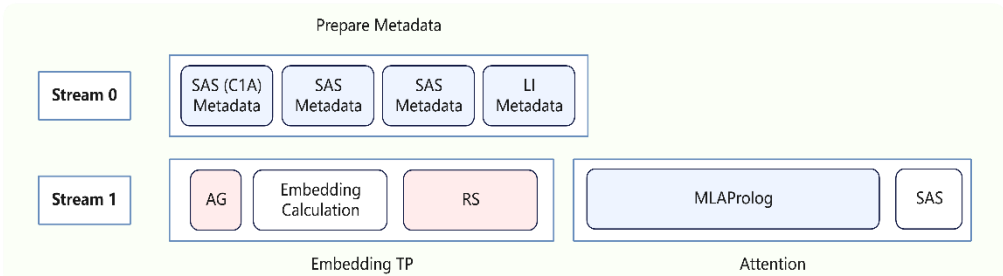 Prepare Metadata
Stream 0
SAS (C1A)
Metadata
SAS
Metadata
SAS
Metadata
LI
Metadata
Stream 1
AG
Embedding
Calculation
RS
MLAProlog
SAS
Embedding TP
Attention